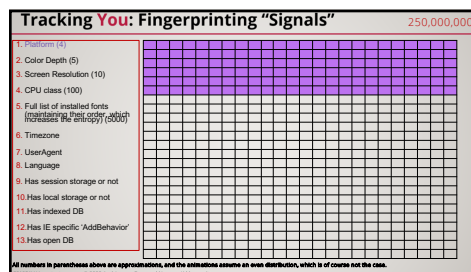 Tracking You: Fingerprinting “Signals”
250,000,000
1. Platform (4)
2. Color Depth (5)
3. Screen Resolution (10)
4. CPU class (100)
5. Full list of installed fonts
(maintaining their order, which
increases the entropy) (5000)
6. Timezone
7. UserAgent
8. Language
9. Has session storage or not
10.Has local storage or not
11.Has indexed DB
12.Has IE specific ‘AddBehavior’
13.Has open DB
All numbers in parentheses above are approximations, and the animations assume an even distribution, which is of course not the case.